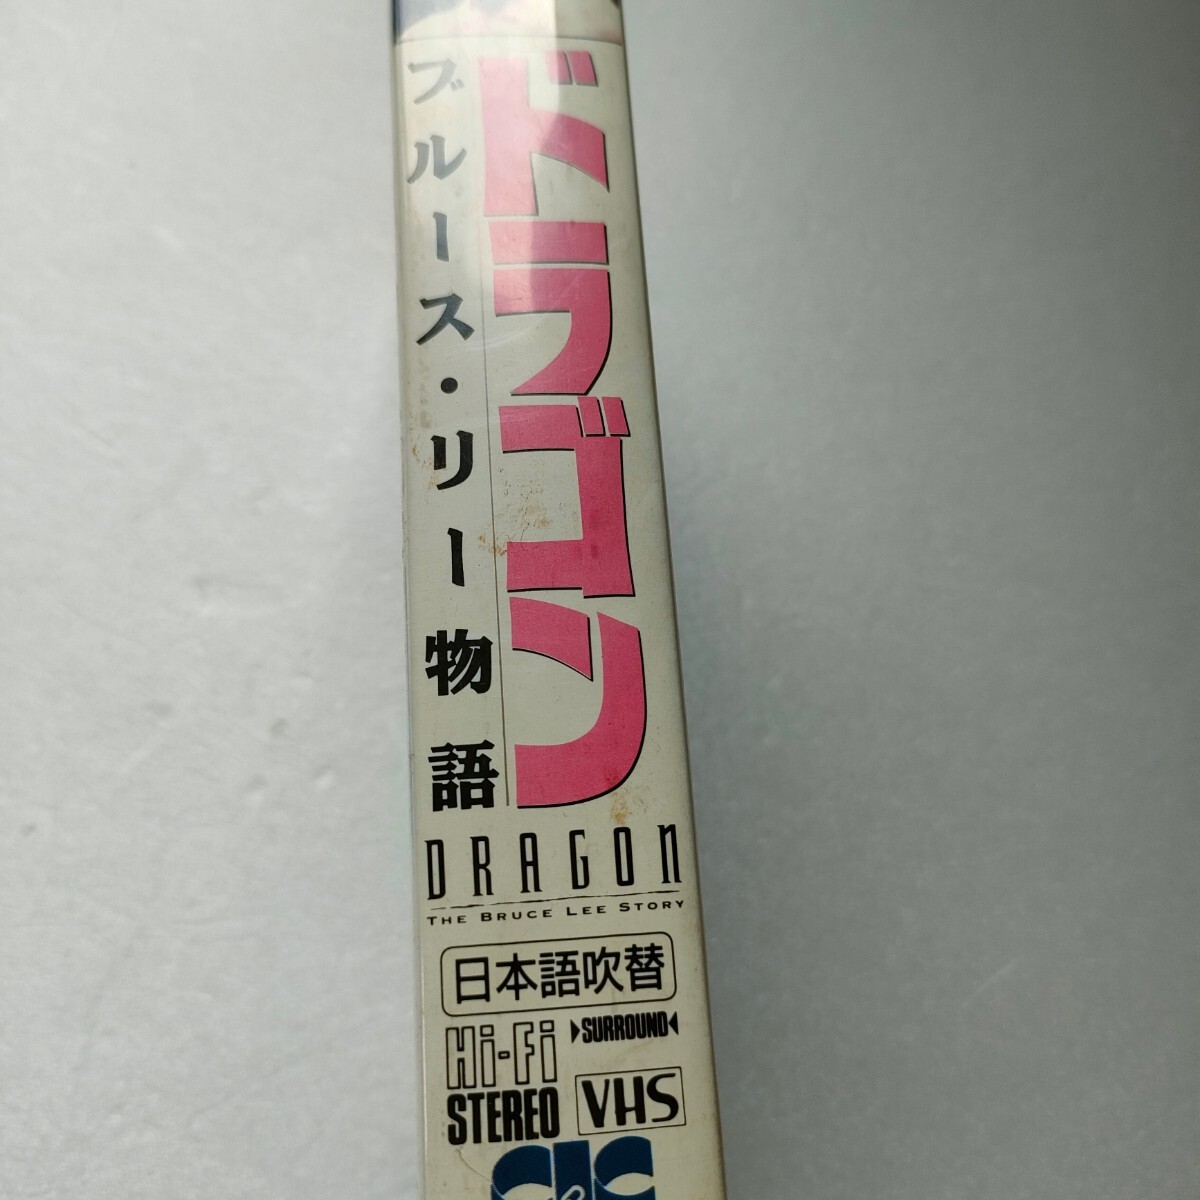 ドラゴン
ブルース・リー物語
DRAGON
THE BRUCE LEE STORY
日本語吹替
Hi-Fi
STEREO
▶SURROUND◀
VHS